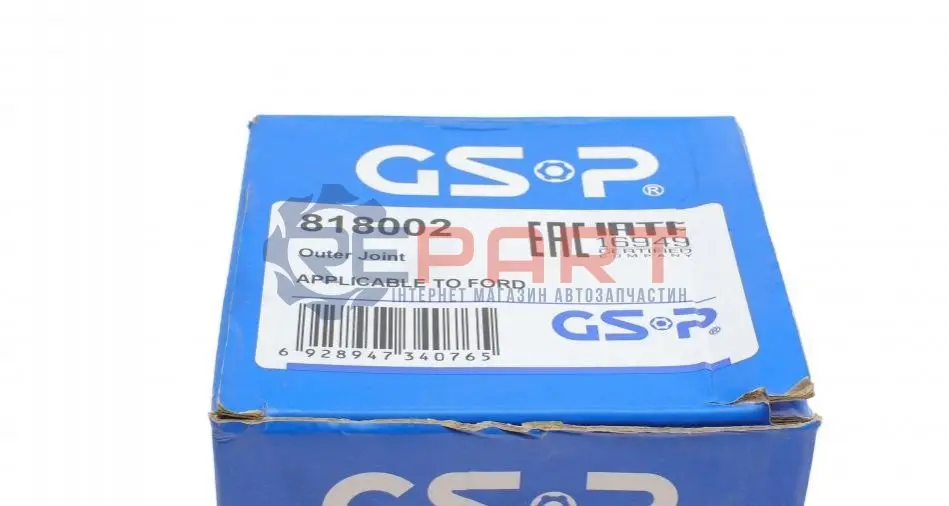 GSP®
818002
Outer Joint
APPLICABLE TO FORD
EAC
IATF
16949
CERTIFIED
COMPANY
REPART
ІНТЕРНЕТ МАГАЗИН АВТОЗАПЧАСТИН
6 928947 340765
GSP®
GSP